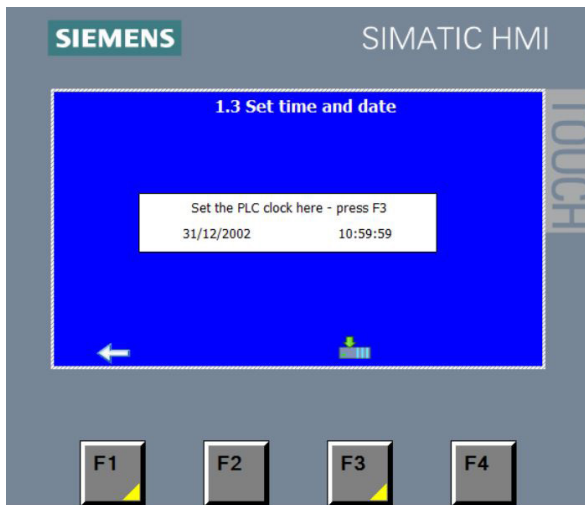 SIEMENS
SIMATIC HMI
TOUCH
1.3 Set time and date
Set the PLC clock here - press F3
31/12/2002 10:59:59
F1 F2 F3 F4